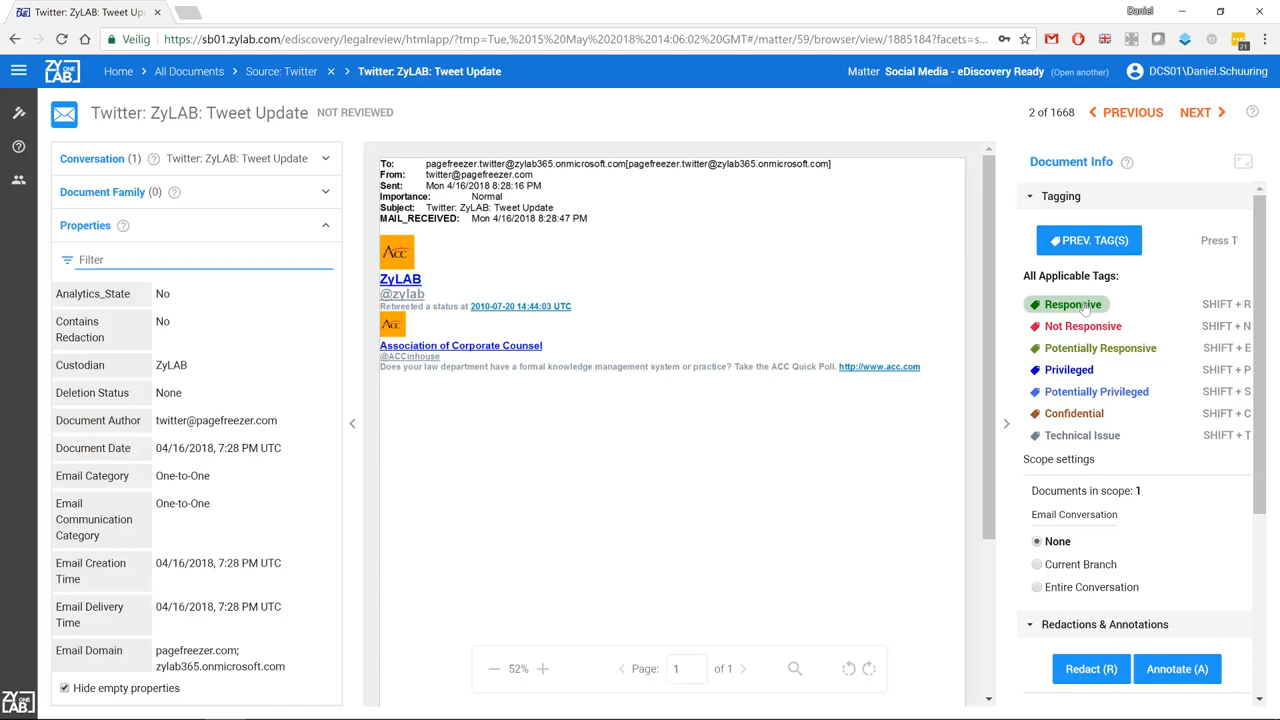 Twitter: ZyLAB: Tweet Up
Daniel
Veilig
https://sb01.zylab.com/ediscovery/legalreview/htmlapp/?tmp=Tue,%2015%20May%202018%2014:06:02%20GMT#/matter/59/browser/view/1885184?facets=s...
21
ZY ONE LAB Home All Documents Source: Twitter Twitter: ZyLAB: Tweet Update
Matter Social Media - eDiscovery Ready (Open another) DCS01\Daniel.Schuuring
Twitter: ZyLAB: Tweet Update NOT REVIEWED
2 of 1668 PREVIOUS NEXT
Conversation (1) Twitter: ZyLAB: Tweet Update
Document Family (0)
Properties
Filter
Analytics_State No
Contains Redaction No
Custodian ZyLAB
Deletion Status None
Document Author twitter@pagefreezer.com
Document Date 04/16/2018, 7:28 PM UTC
Email Category One-to-One
Email Communication Category One-to-One
Email Creation Time 04/16/2018, 7:28 PM UTC
Email Delivery Time 04/16/2018, 7:28 PM UTC
Email Domain pagefreezer.com;
zylab365.onmicrosoft.com
Hide empty properties
ZY ONE LAB
To: pagefreezer.twitter@zylab365.onmicrosoft.com[pagefreezer.twitter@zylab365.onmicrosoft.com]
From: twitter@pagefreezer.com
Sent: Mon 4/16/2018 8:28:16 PM
Importance: Normal
Subject: Twitter: ZyLAB: Tweet Update
MAIL_RECEIVED: Mon 4/16/2018 8:28:47 PM
ACC
ZyLAB
@zylab
Retweeted a status at 2010-07-20 14:44:03 UTC
ACC
Association of Corporate Counsel
@ACCinhouse
Does your law department have a formal knowledge management system or practice? Take the ACC Quick Poll. http://www.acc.com
52% Page: 1 of 1
Document Info
Tagging
PREV. TAG(S) Press T
All Applicable Tags:
Responsive SHIFT + R
Not Responsive SHIFT + N
Potentially Responsive SHIFT + E
Privileged SHIFT + P
Potentially Privileged SHIFT + S
Confidential SHIFT + C
Technical Issue SHIFT + T
Scope settings
Documents in scope: 1
Email Conversation
None
Current Branch
Entire Conversation
Redactions & Annotations
Redact (R) Annotate (A)